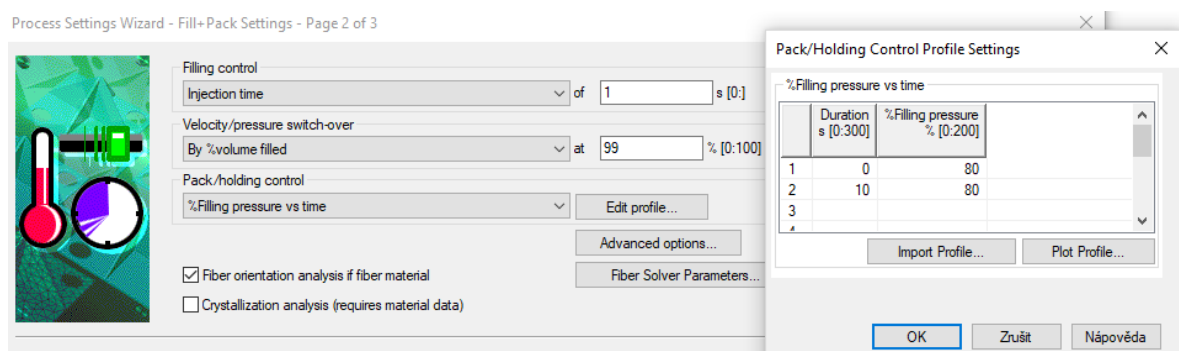 Process Settings Wizard - Fill+Pack Settings - Page 2 of 3
Filling control
Injection time of 1 s [0:]
Velocity/pressure switch-over
By %volume filled at 99 % [0:100]
Pack/holding control
%Filling pressure vs time Edit profile...
Advanced options...
Fiber orientation analysis if fiber material Fiber Solver Parameters...
Crystallization analysis (requires material data)
Pack/Holding Control Profile Settings
%Filling pressure vs time
Duration %Filling pressure
s [0:300] % [0:200]
1 0 80
2 10 80
3
Import Profile... Plot Profile...
OK Zrušit Nápověda